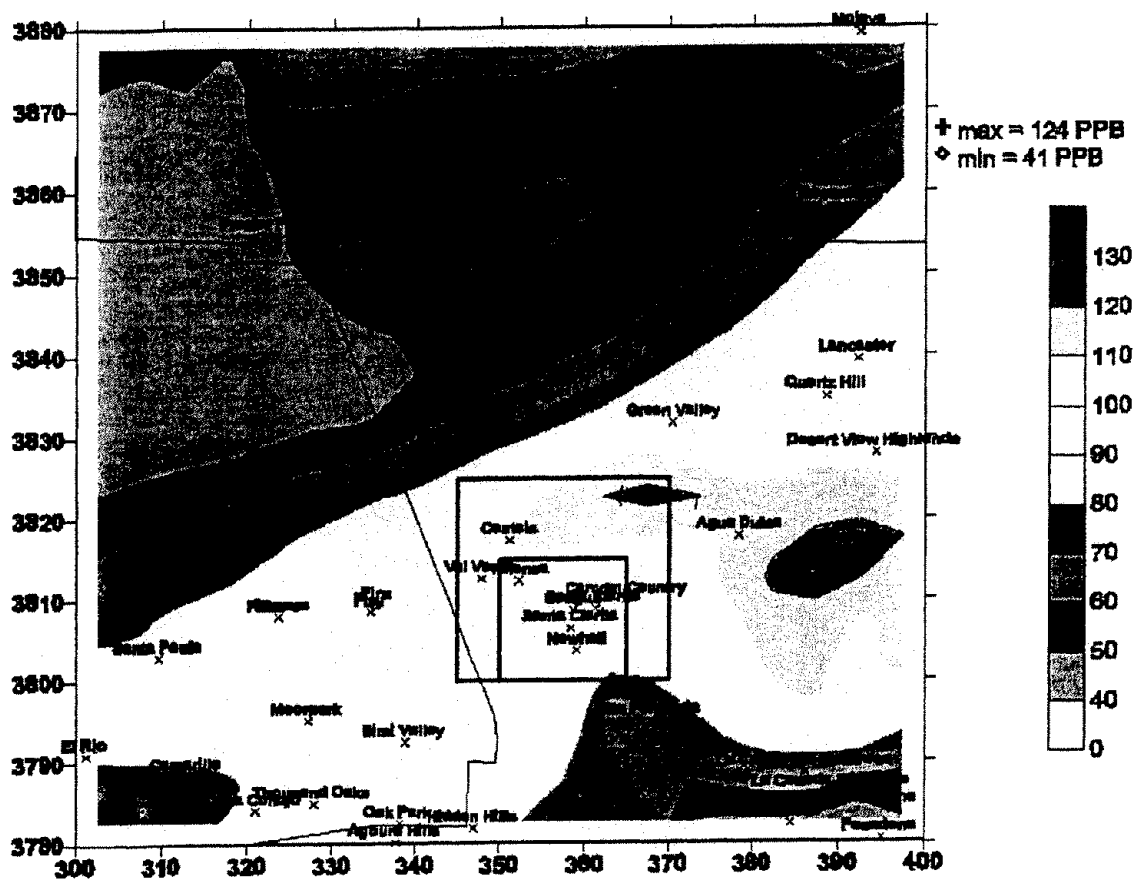 Mojave
3880
3870
3860
3850
3840
3830
3820
3810
3800
3790
3780
+ max = 124 PPB
◇ min = 41 PPB
130
120
110
100
90
80
70
60
50
40
0
Lancaster
Quartz Hill
Green Valley
Desert View Highlands
Castaic
Agua Dulce
Val Verde
Canyon Country
Piru
Fillmore
Santa Clarita
Newhall
Santa Paula
Moorpark
Simi Valley
El Rio
Camarillo
Thousand Oaks
Oak Park
Hidden Hills
Agoura Hills
Pasadena
300 310 320 330 340 350 360 370 380 390 400